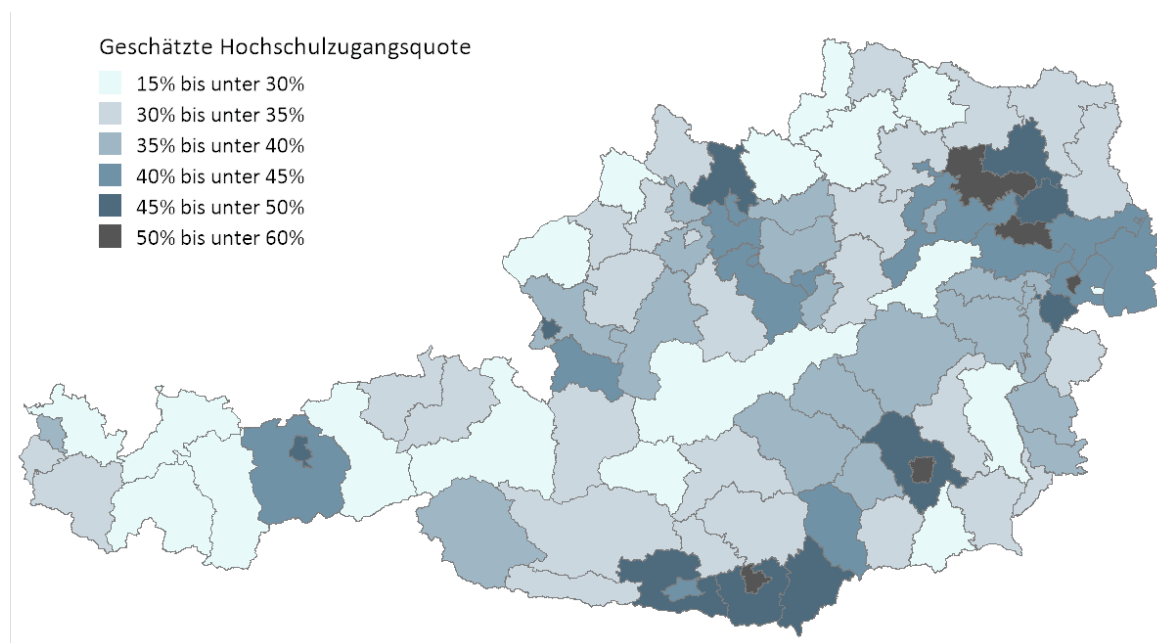 Geschätzte Hochschulzugangsquote
15% bis unter 30%
30% bis unter 35%
35% bis unter 40%
40% bis unter 45%
45% bis unter 50%
50% bis unter 60%